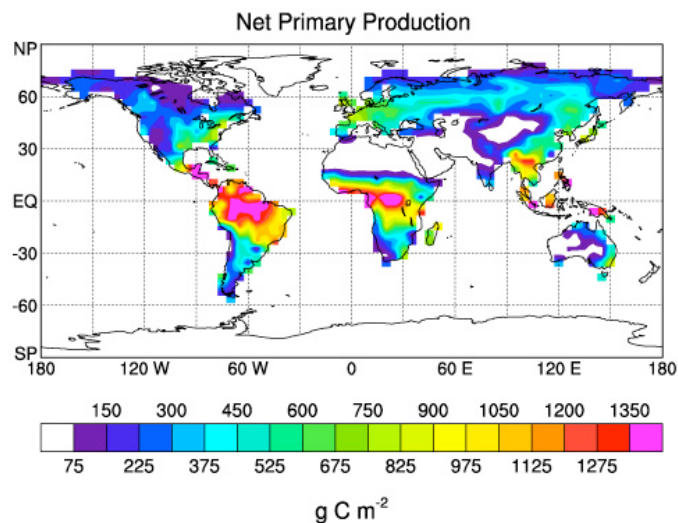 Net Primary Production
NP
60
30
EQ
-30
-60
SP
180 120 W 60 W 0 60 E 120 E 180
150 300 450 600 750 900 1050 1200 1350
75 225 375 525 675 825 975 1125 1275
g C m⁻²